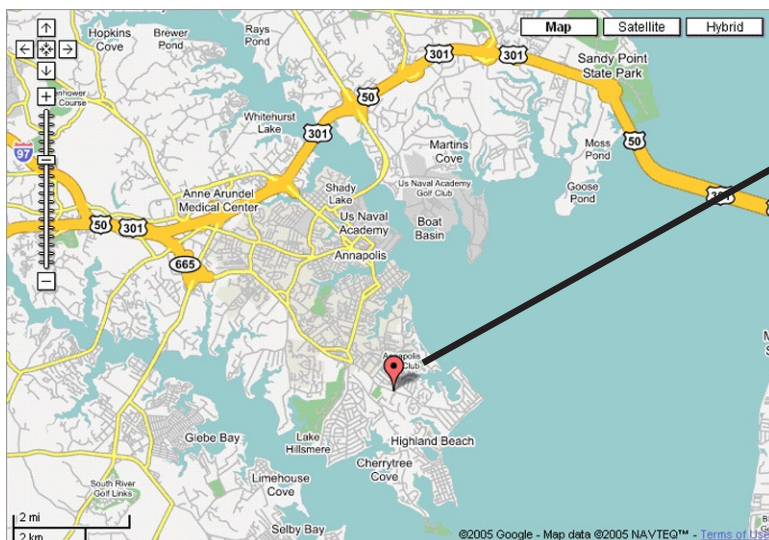 Hopkins
Cove
Brewer
Pond
Rays
Pond
Map
Satellite
Hybrid
301
301
Sandy Point
State Park
50
Course
Whitehurst
Lake
301
50
97
Martins
Cove
Moss
Pond
Us Naval Academy
Golf Club
Goose
Pond
Shady
Lake
Anne Arundel
Medical Center
Us Naval
Academy
Boat
Basin
50
301
Annapolis
665
Club
Glebe Bay
Lake
Hillsmere
Highland Beach
Cherrytree
Cove
South River
Golf Links
Limehouse
Cove
Selby Bay
2 mi
2 km
©2005 Google - Map data ©2005 NAVTEQ™ - Terms of Use